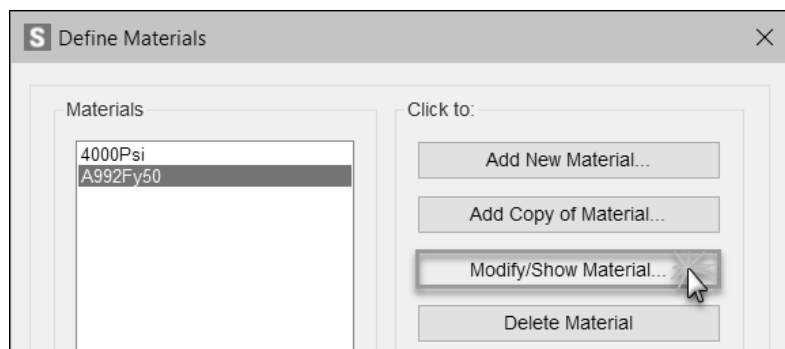 S Define Materials
Materials
4000Psi
A992Fy50
Click to:
Add New Material...
Add Copy of Material...
Modify/Show Material...
Delete Material